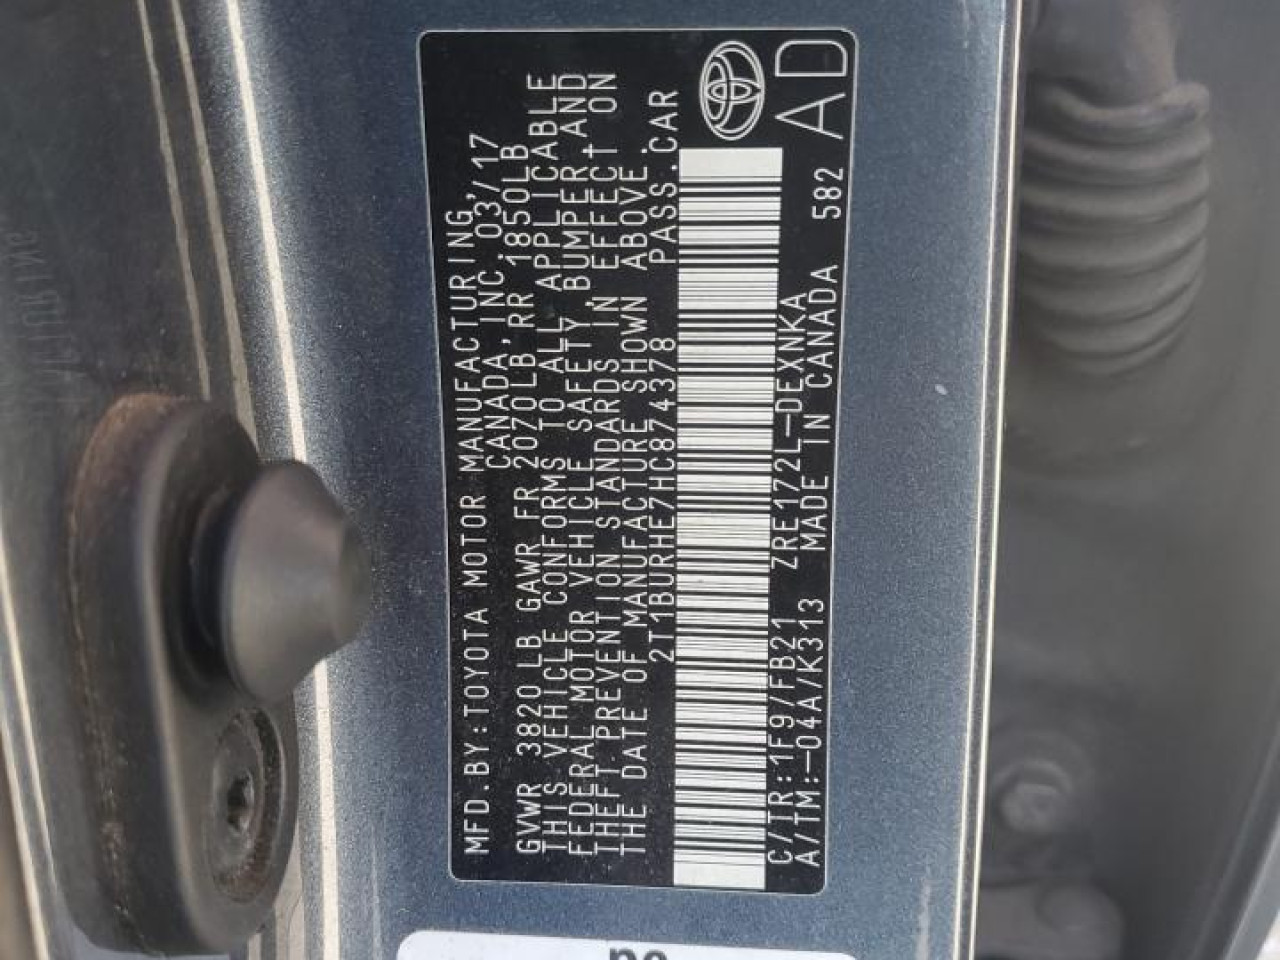 MFD.BY:TOYOTA MOTOR MANUFACTURING,
CANADA, INC. 03/17
GVWR 3820LB GAWR FR 2070LB, RR 1850LB
THIS VEHICLE CONFORMS TO ALL APPLICABLE
FEDERAL MOTOR VEHICLE SAFETY, BUMPER, AND
THEFT PREVENTION STANDARDS IN EFFECT ON
THE DATE OF MANUFACTURE SHOWN ABOVE.
2T1BURHE7HC874378 PASS.CAR
C/TR:1F9/FB21 ZRE172L-DEXNKA
A/TM:-04A/K313 MADE IN CANADA 582
AD